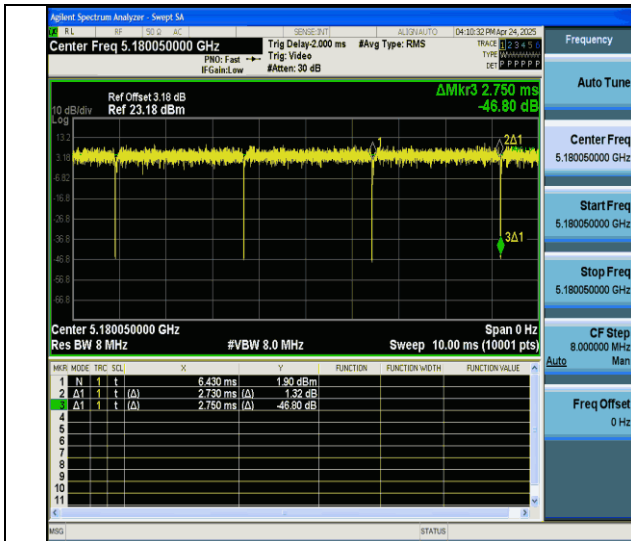 Agilent Spectrum Analyzer - Swept SA
RL RF 50 Ω AC SENSE:INT ALIGNAUTO 04:10:32 PM Apr 24, 2025
Center Freq 5.180050000 GHz
PNO: Fast
IFGain:Low
Trig Delay-2.000 ms
Trig: Video
#Atten: 30 dB
#Avg Type: RMS
TRACE 1 2 3 4 5 6
TYPE
DET P P P P P P
Frequency
Auto Tune
Center Freq
5.180050000 GHz
Start Freq
5.180050000 GHz
Stop Freq
5.180050000 GHz
CF Step
8.000000 MHz
Auto Man
Freq Offset
0 Hz
ΔMkr3 2.750 ms
-46.80 dB
Ref Offset 3.18 dB
10 dB/div Ref 23.18 dBm
Log
13.2
3.18
-6.82
-16.8
-26.8
-36.8
-46.8
-56.8
-66.8
1
2Δ1
3Δ1
Center 5.180050000 GHz Span 0 Hz
Res BW 8 MHz #VBW 8.0 MHz Sweep 10.00 ms (10001 pts)
MKR MODE TRC SCL X Y FUNCTION FUNCTION WIDTH FUNCTION VALUE
1 N 1 t 6.430 ms 1.90 dBm
2 Δ1 1 t (Δ) 2.730 ms (Δ) 1.32 dB
3 Δ1 1 t (Δ) 2.750 ms (Δ) -46.80 dB
4
5
6
7
8
9
10
11
MSG STATUS